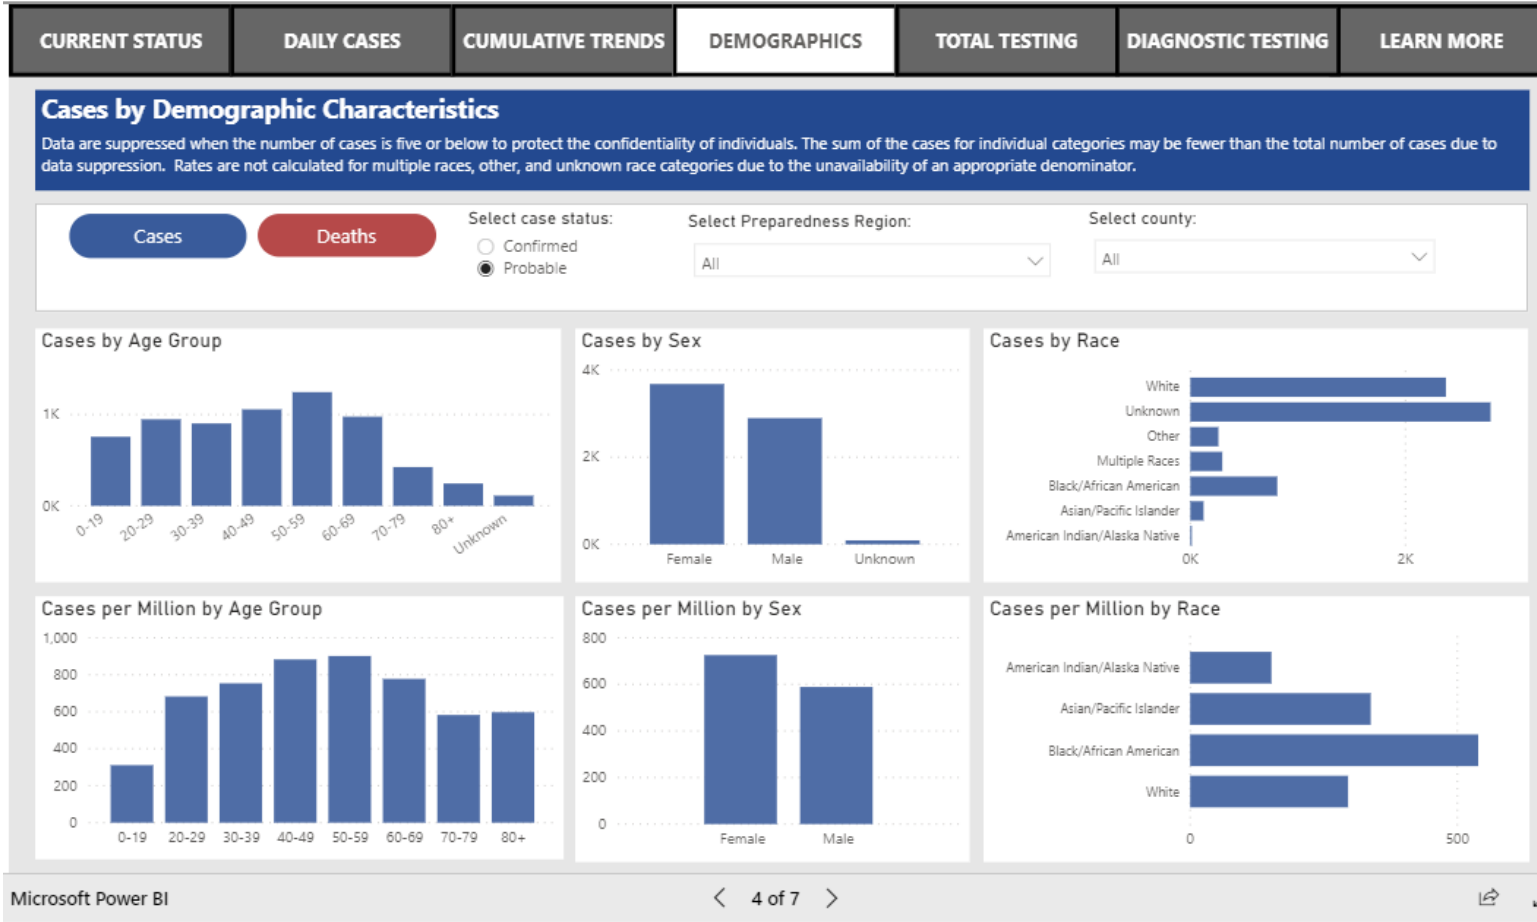 CURRENT STATUS
DAILY CASES
CUMULATIVE TRENDS
DEMOGRAPHICS
TOTAL TESTING
DIAGNOSTIC TESTING
LEARN MORE
Cases by Demographic Characteristics
Data are suppressed when the number of cases is five or below to protect the confidentiality of individuals. The sum of the cases for individual categories may be fewer than the total number of cases due to
data suppression. Rates are not calculated for multiple races, other, and unknown race categories due to the unavailability of an appropriate denominator.
Cases
Deaths
Select case status:
Confirmed
Probable
Select Preparedness Region:
All
Select county:
All
Cases by Age Group
1K
0K
0-19
20-29
30-39
40-49
50-59
60-69
70-79
80+
Unknown
Cases by Sex
4K
2K
0K
Female
Male
Unknown
Cases by Race
White
Unknown
Other
Multiple Races
Black/African American
Asian/Pacific Islander
American Indian/Alaska Native
0K
2K
Cases per Million by Age Group
1,000
800
600
400
200
0
0-19
20-29
30-39
40-49
50-59
60-69
70-79
80+
Cases per Million by Sex
800
600
400
200
0
Female
Male
Cases per Million by Race
American Indian/Alaska Native
Asian/Pacific Islander
Black/African American
White
0
500
Microsoft Power BI
4 of 7